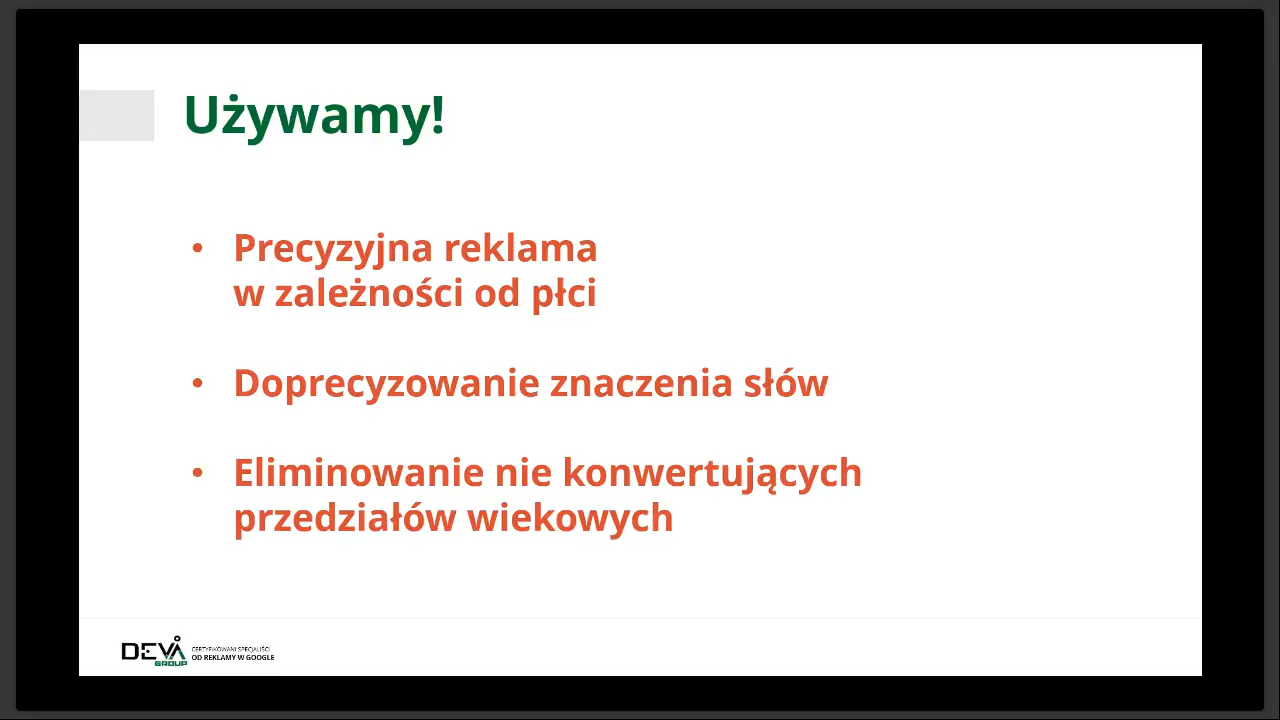 Używamy!
• Precyzyjna reklama
w zależności od płci
• Doprecyzowanie znaczenia słów
• Eliminowanie nie konwertujących
przedziałów wiekowych
DEVA
GROUP
CERTYFIKOWANI SPECJALIŚCI
OD REKLAMY W GOOGLE